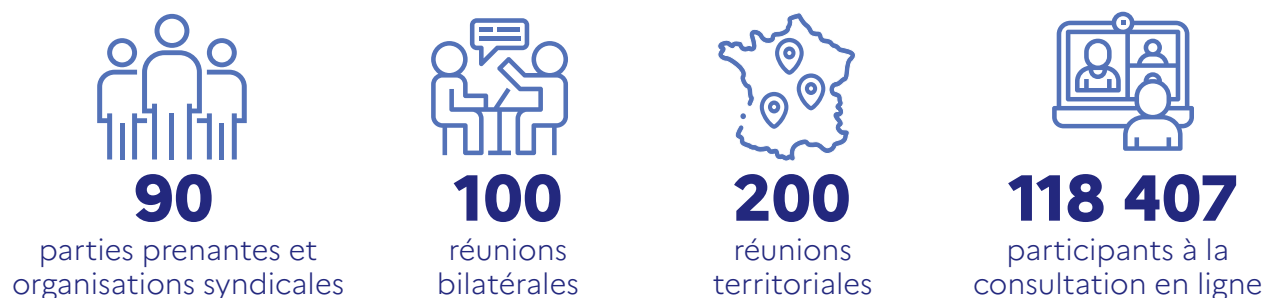 90
parties prenantes et
organisations syndicales
100
réunions
bilatérales
200
réunions
territoriales
118 407
participants à la
consultation en ligne